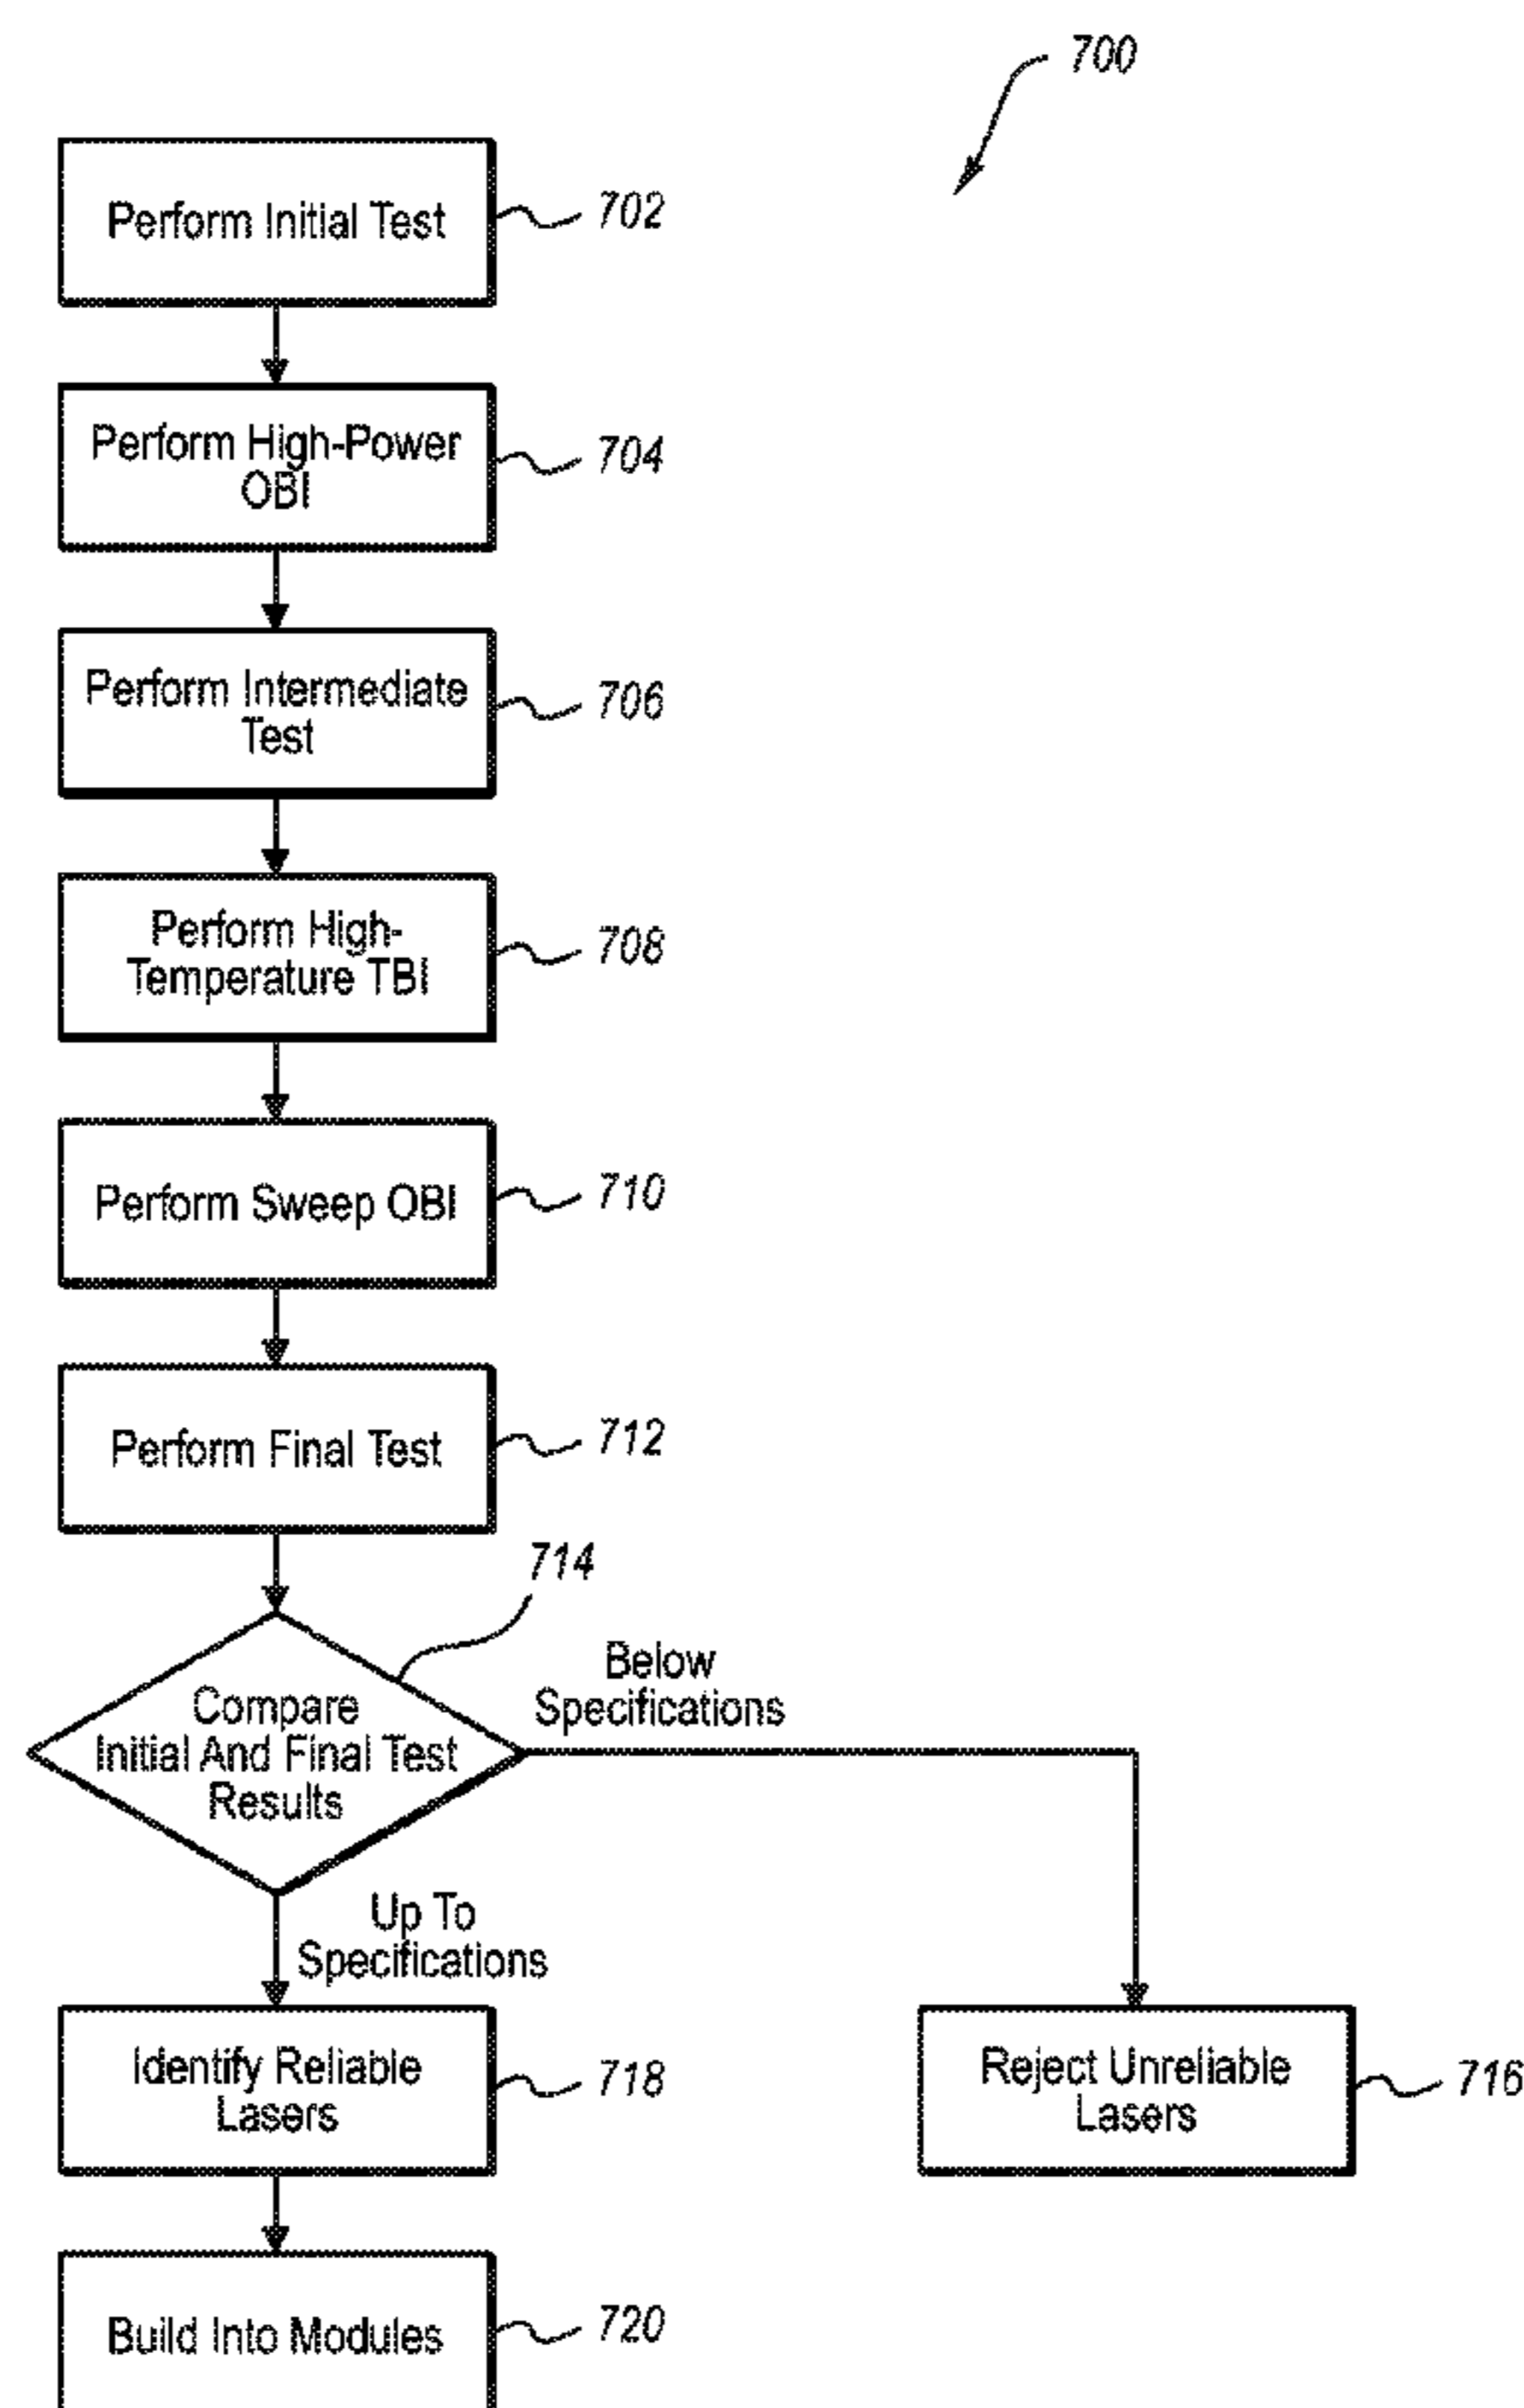 700
Perform Initial Test
702
Perform High-Power
OBI
704
Perform Intermediate
Test
706
Perform High-
Temperature TBI
708
Perform Sweep OBI
710
Perform Final Test
712
714
Compare
Initial And Final Test
Results
Below
Specifications
Up To
Specifications
Identify Reliable
Lasers
718
Reject Unreliable
Lasers
716
Build Into Modules
720